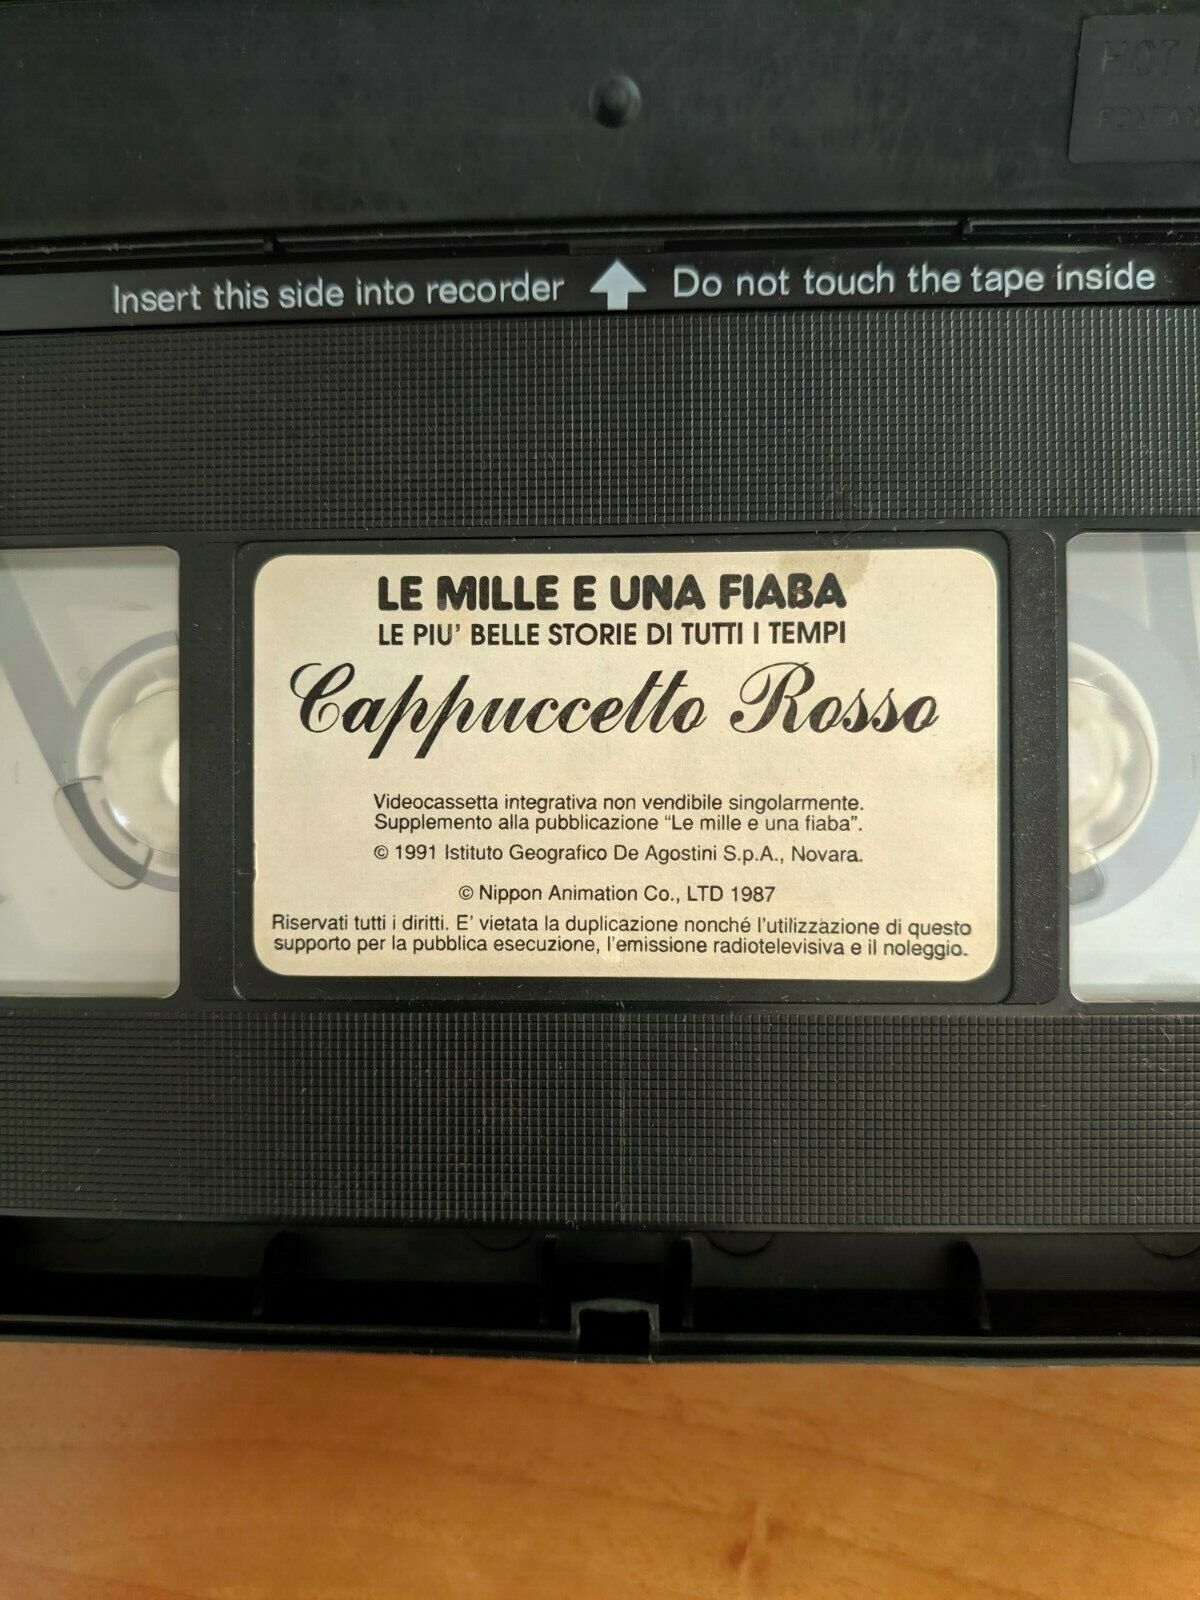 HOT
Insert this side into recorder Do not touch the tape inside
LE MILLE E UNA FIABA
LE PIU' BELLE STORIE DI TUTTI I TEMPI
Cappuccetto Rosso
Videocassetta integrativa non vendibile singolarmente.
Supplemento alla pubblicazione "Le mille e una fiaba".
© 1991 Istituto Geografico De Agostini S.p.A., Novara.
© Nippon Animation Co., LTD 1987
Riservati tutti i diritti. E' vietata la duplicazione nonché l'utilizzazione di questo
supporto per la pubblica esecuzione, l'emissione radiotelevisiva e il noleggio.